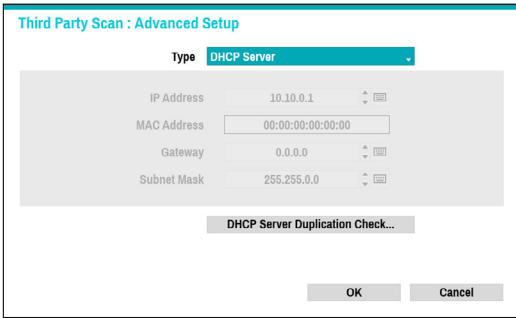 Third Party Scan : Advanced Setup
Type DHCP Server
IP Address 10.10.0.1
MAC Address 00:00:00:00:00:00
Gateway 0.0.0.0
Subnet Mask 255.255.0.0
DHCP Server Duplication Check...
OK Cancel